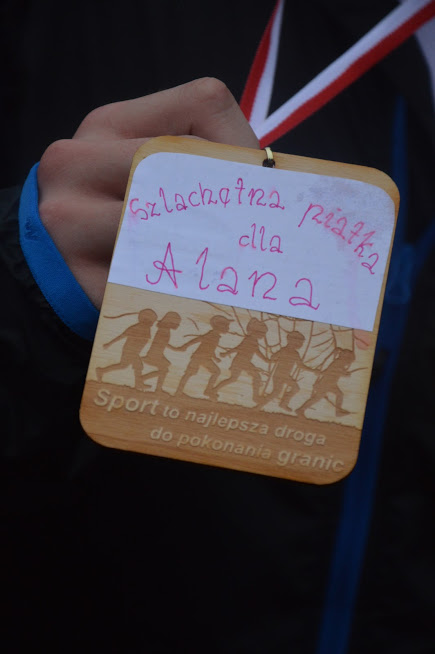 Szlachetna piątka
dla
Alana
Sport to najlepsza droga
do pokonania granic